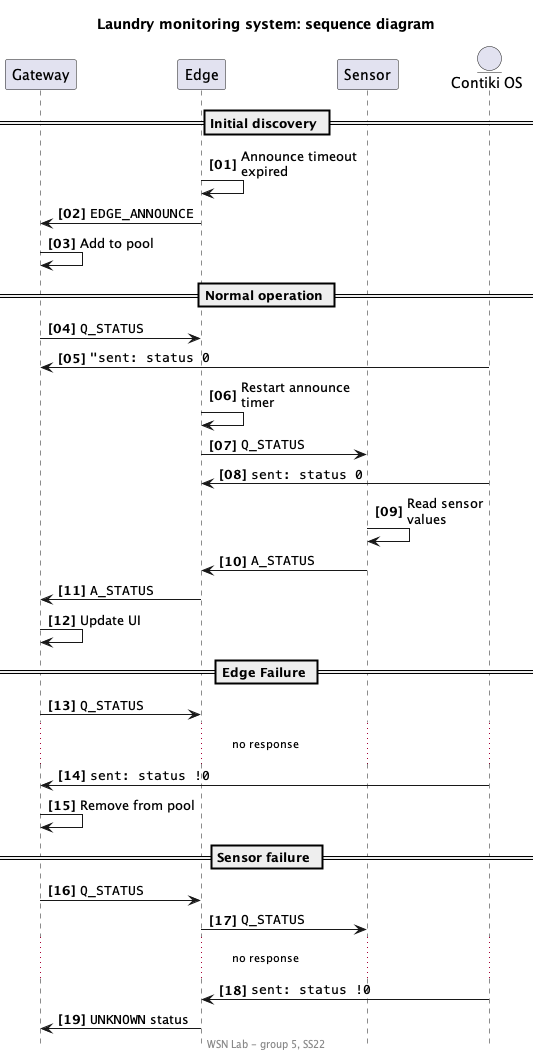 Laundry monitoring system: sequence diagram
Gateway
Edge
Sensor
Contiki OS
Initial discovery
[01] Announce timeout
expired
[02] EDGE_ANNOUNCE
[03] Add to pool
Normal operation
[04] Q_STATUS
[05] "sent: status 0
[06] Restart announce
timer
[07] Q_STATUS
[08] sent: status 0
[09] Read sensor
values
[10] A_STATUS
[11] A_STATUS
[12] Update UI
Edge Failure
[13] Q_STATUS
no response
[14] sent: status !0
[15] Remove from pool
Sensor failure
[16] Q_STATUS
[17] Q_STATUS
no response
[18] sent: status !0
[19] UNKNOWN status
WSN Lab - group 5, SS22